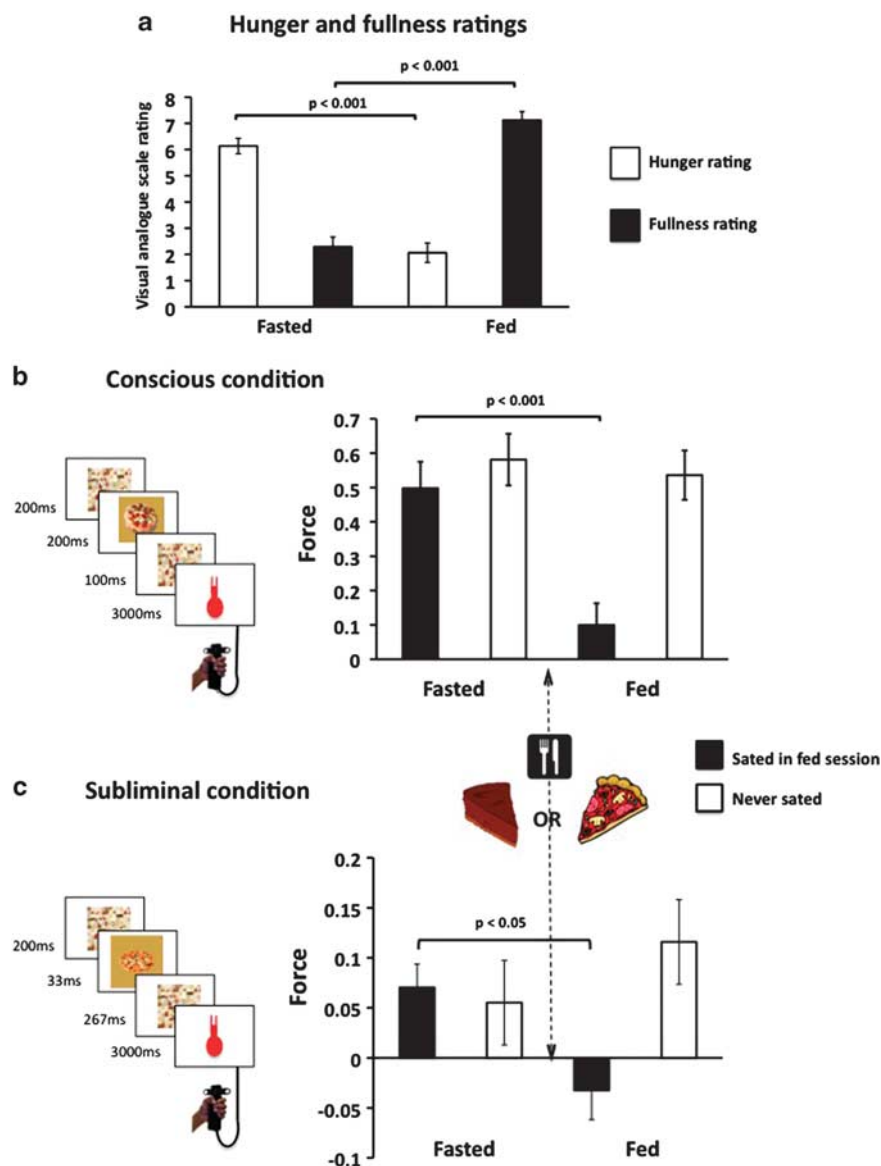 a Hunger and fullness ratings
p < 0.001
p < 0.001
Visual analogue scale rating
8
7
6
5
4
3
2
1
0
Fasted Fed
Hunger rating
Fullness rating
b Conscious condition
200ms
200ms
100ms
3000ms
p < 0.001
Force
0.7
0.6
0.5
0.4
0.3
0.2
0.1
0
Fasted Fed
OR
Sated in fed session
Never sated
c Subliminal condition
200ms
33ms
267ms
3000ms
p < 0.05
Force
0.2
0.15
0.1
0.05
0
-0.05
-0.1
Fasted Fed